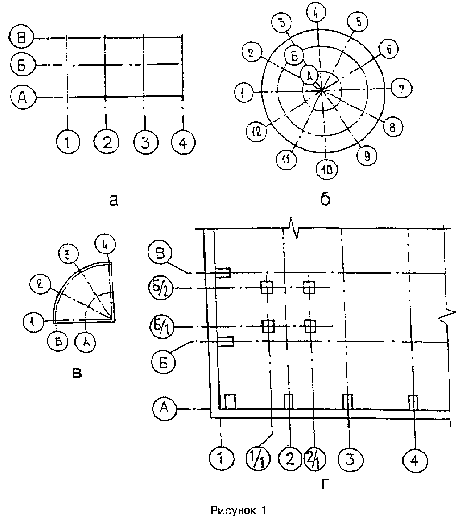 В
Б
А
1 2 3 4
а
1 2 3 4 5 6 7 8 9 10 11 12
Б
А
б
4
3
2
1
В А
в
В
Б/2
Б/1
Б
А
1 1/1 2 2/1 3 4
г
Рисунок 1